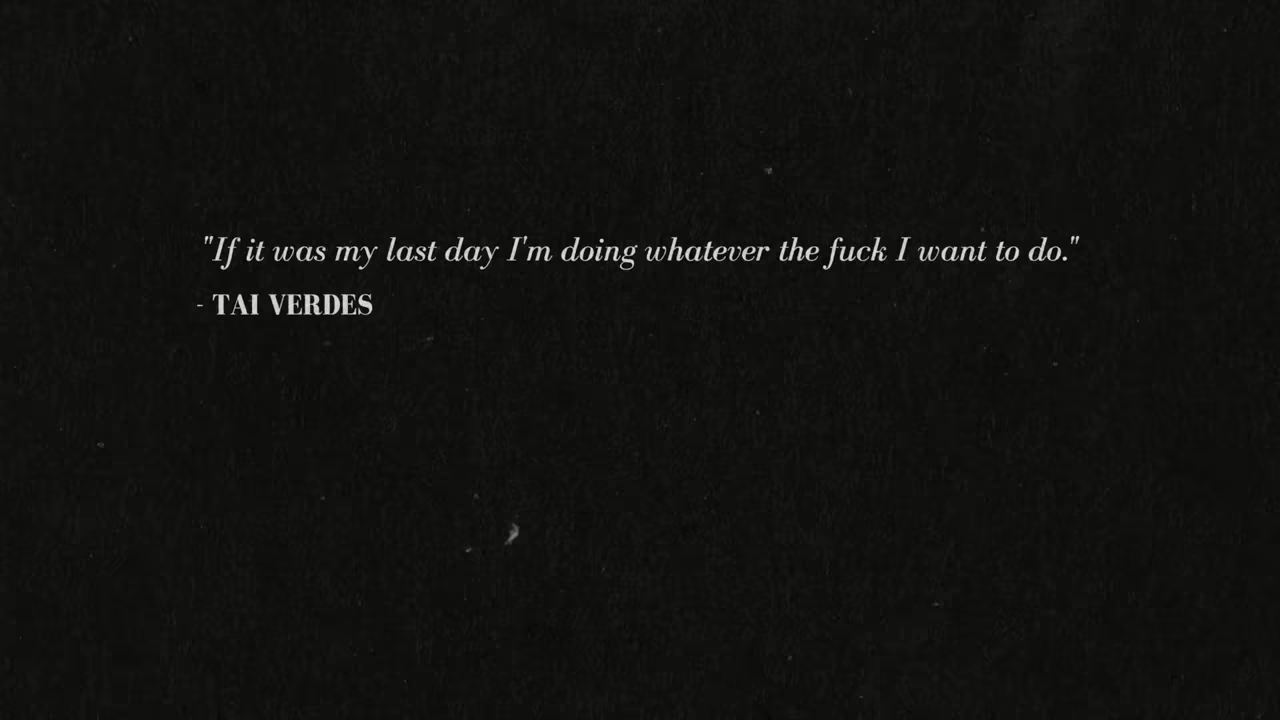 "If it was my last day I'm doing whatever the fuck I want to do."
- TAI VERDES